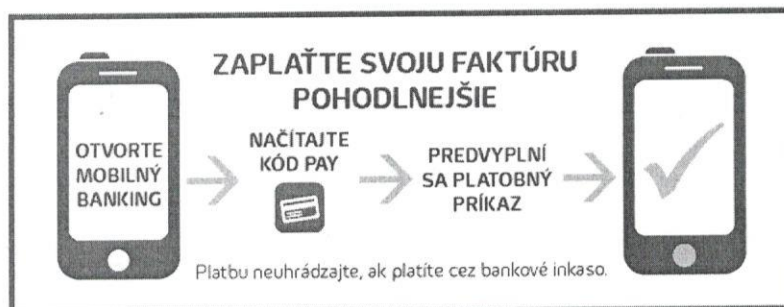 ZAPLAŤTE SVOJU FAKTÚRU
POHODLNEJŠIE
OTVORTE
MOBILNÝ
BANKING
NAČÍTAJTE
KÓD PAY
PREDVYPLNÍ
SA PLATOBNÝ
PRÍKAZ
Platbu neuhrádzajte, ak platíte cez bankové inkaso.